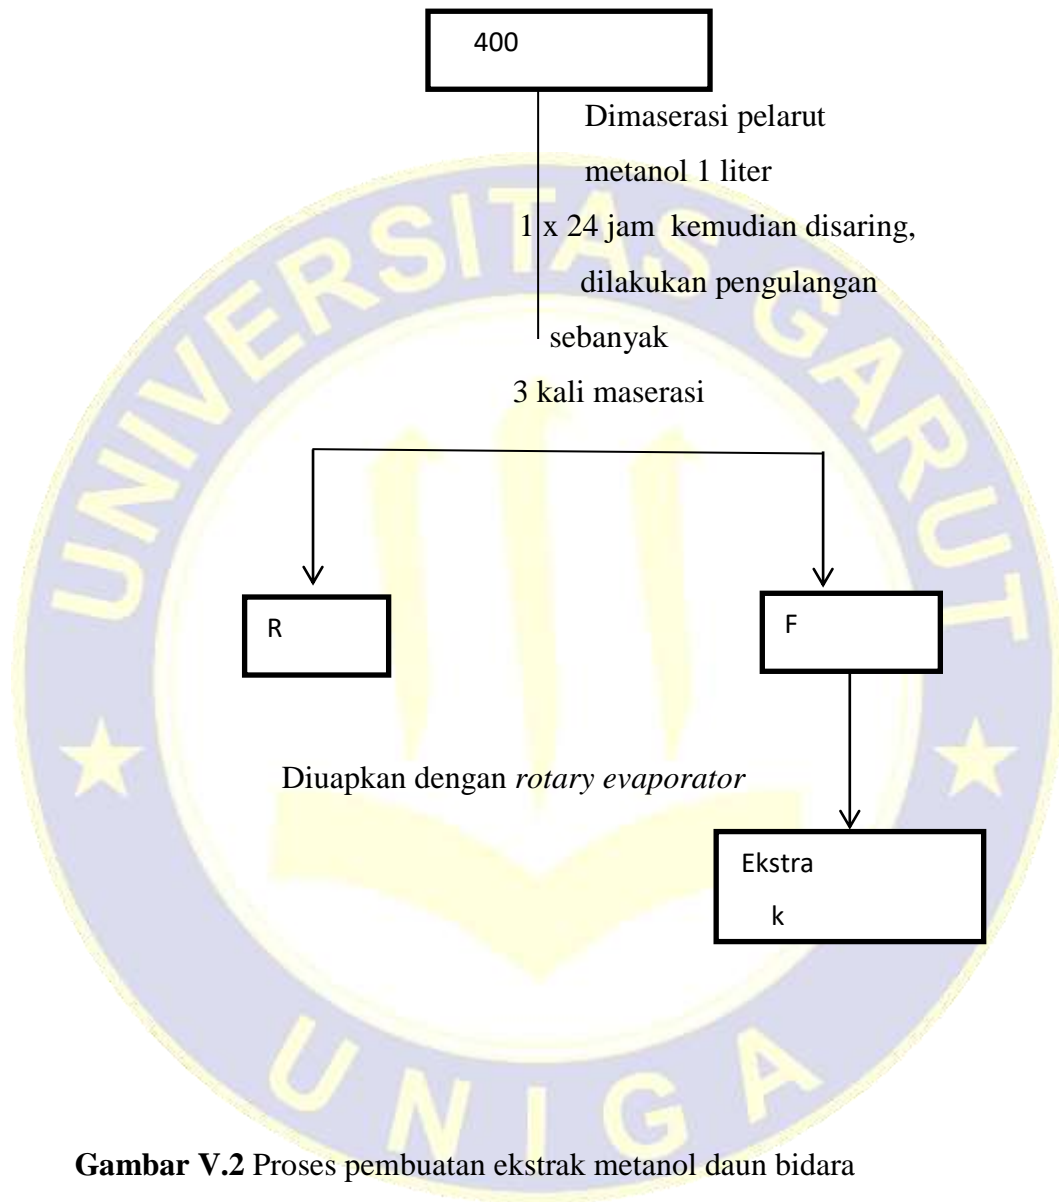 400
Dimaserasi pelarut
metanol 1 liter
1 x 24 jam kemudian disaring,
dilakukan pengulangan
sebanyak
3 kali maserasi
R
F
Diuapkan dengan rotary evaporator
Ekstra
k
UNIVERSITAS GARUT
UNIGA
Gambar V.2 Proses pembuatan ekstrak metanol daun bidara